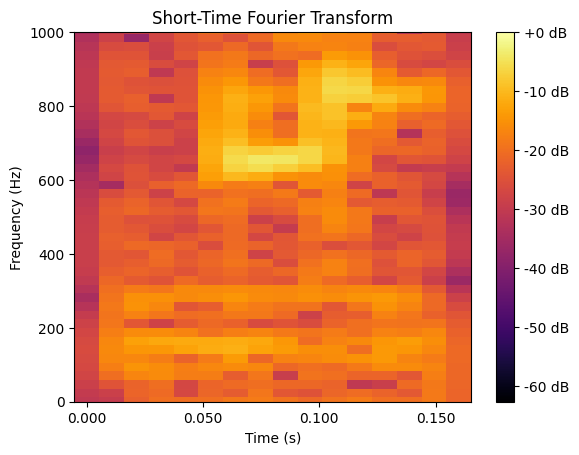 Short-Time Fourier Transform
1000
800
600
400
200
0
Frequency (Hz)
0.000
0.050
0.100
0.150
Time (s)
+0 dB
-10 dB
-20 dB
-30 dB
-40 dB
-50 dB
-60 dB